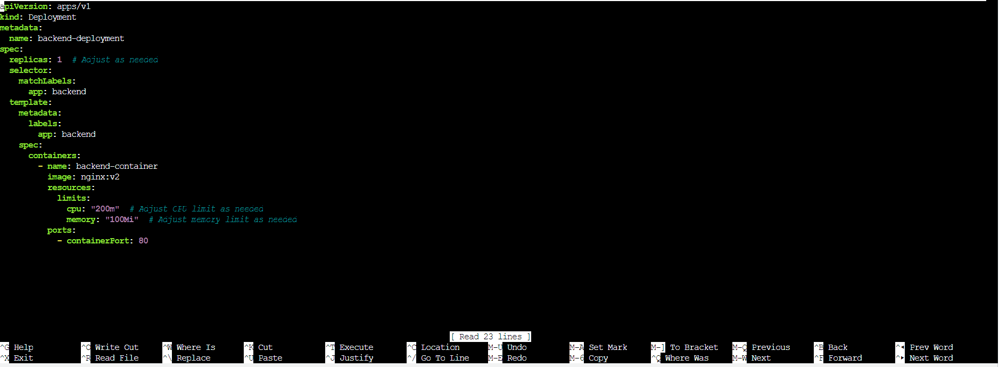 apiVersion: apps/v1
kind: Deployment
metadata:
  name: backend-deployment
spec:
  replicas: 1  # Adjust as needed
  selector:
    matchLabels:
      app: backend
  template:
    metadata:
      labels:
        app: backend
    spec:
      containers:
        - name: backend-container
          image: nginx:v2
          resources:
            limits:
              cpu: "200m"  # Adjust CPU limit as needed
              memory: "100Mi"  # Adjust memory limit as needed
          ports:
            - containerPort: 80
[ Read 23 lines ]
^G Help ^O Write Out ^W Where Is ^K Cut ^T Execute ^C Location M-U Undo M-A Set Mark M-] To Bracket M-Q Previous ^B Back ^◂ Prev Word
^X Exit ^R Read File ^\ Replace ^U Paste ^J Justify ^/ Go To Line M-E Redo M-6 Copy ^Q Where Was M-W Next ^F Forward ^▸ Next Word